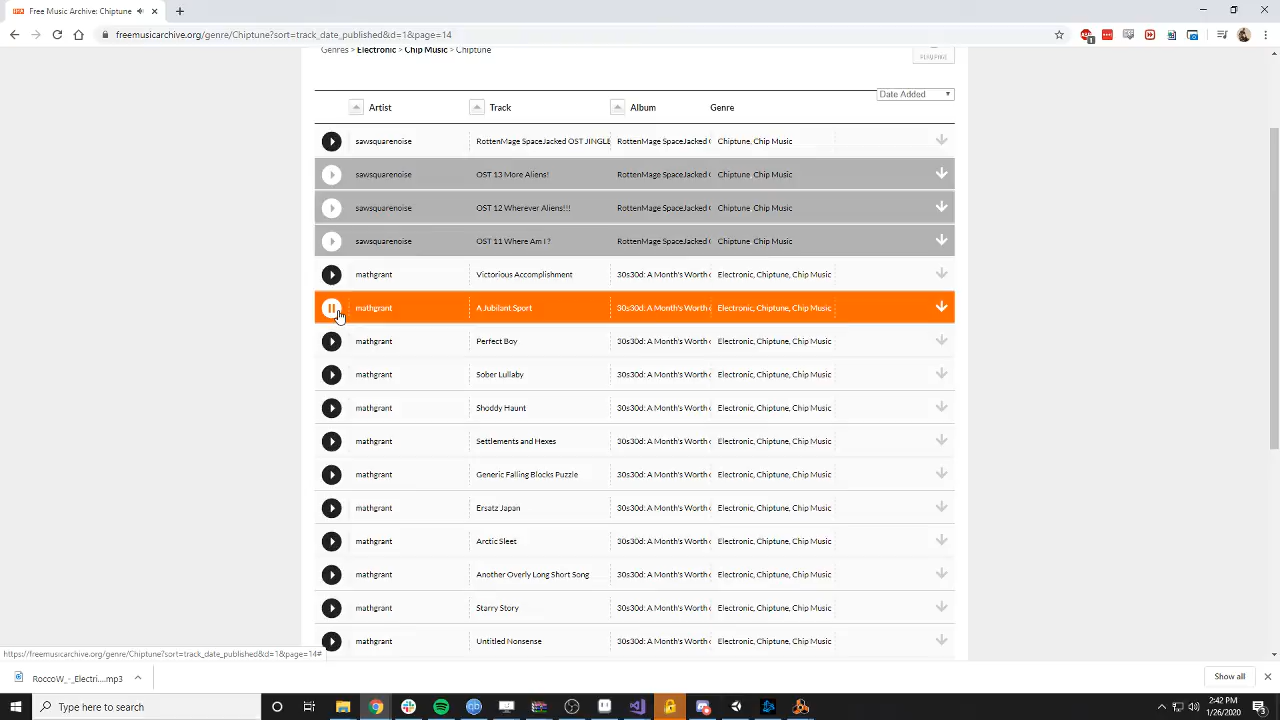 Free Music Archive: Chiptune
freemusicarchive.org/genre/Chiptune?sort=track_date_published&d=1&page=14
Genres > Electronic > Chip Music > Chiptune
PLAY PAGE
Date Added
Artist Track Album Genre
sawsquarenoise RottenMage SpaceJacked OST JINGLE RottenMage SpaceJacked Chiptune, Chip Music
sawsquarenoise OST 13 More Aliens! RottenMage SpaceJacked Chiptune Chip Music
sawsquarenoise OST 12 Wherever Aliens!!! RottenMage SpaceJacked Chiptune Chip Music
sawsquarenoise OST 11 Where Am I ? RottenMage SpaceJacked Chiptune Chip Music
mathgrant Victorious Accomplishment 30s30d: A Month's Worth Electronic, Chiptune, Chip Music
mathgrant A Jubilant Sport 30s30d: A Month's Worth Electronic, Chiptune, Chip Music
mathgrant Perfect Boy 30s30d: A Month's Worth Electronic, Chiptune, Chip Music
mathgrant Sober Lullaby 30s30d: A Month's Worth Electronic, Chiptune, Chip Music
mathgrant Shoddy Haunt 30s30d: A Month's Worth Electronic, Chiptune, Chip Music
mathgrant Settlements and Hexes 30s30d: A Month's Worth Electronic, Chiptune, Chip Music
mathgrant Generic Falling Blocks Puzzle 30s30d: A Month's Worth Electronic, Chiptune, Chip Music
mathgrant Ersatz Japan 30s30d: A Month's Worth Electronic, Chiptune, Chip Music
mathgrant Arctic Sleet 30s30d: A Month's Worth Electronic, Chiptune, Chip Music
mathgrant Another Overly Long Short Song 30s30d: A Month's Worth Electronic, Chiptune, Chip Music
mathgrant Starry Story 30s30d: A Month's Worth Electronic, Chiptune, Chip Music
mathgrant Untitled Nonsense 30s30d: A Month's Worth Electronic, Chiptune, Chip Music
https://freemusicarchive.org/genre/Chiptune?sort=track_date_published&d=1&page=14#
RoccoW_-_Electri....mp3
Show all
Type here to search
2:42 PM
1/26/2020